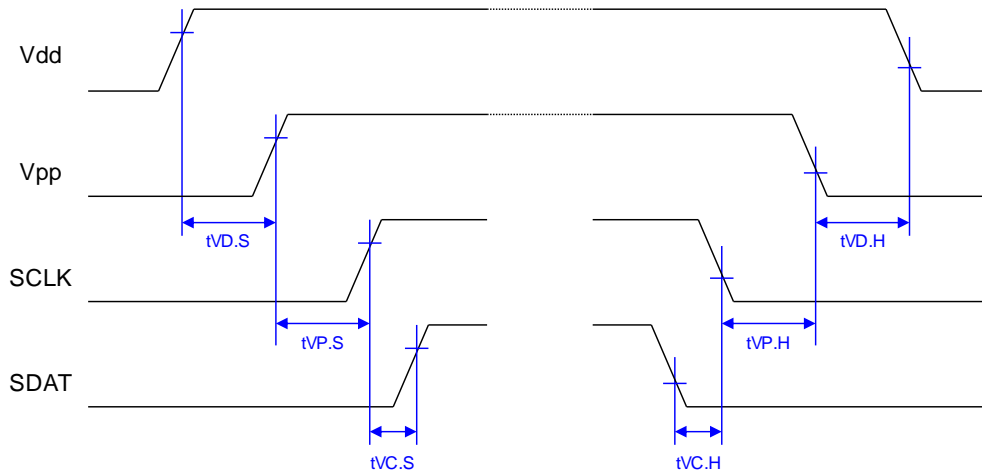 Vdd
Vpp
tVD.S
tVD.H
SCLK
tVP.S
tVP.H
SDAT
tVC.S
tVC.H